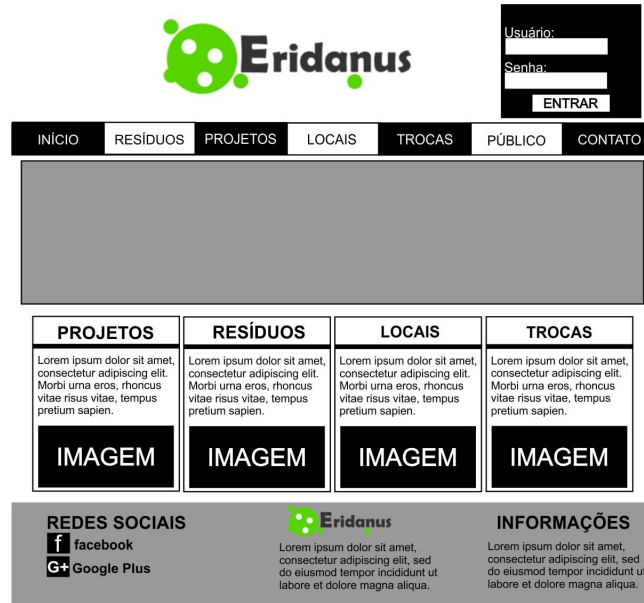 Eridanus
Usuário:
Senha:
ENTRAR
INÍCIO RESÍDUOS PROJETOS LOCAIS TROCAS PÚBLICO CONTATO
PROJETOS
Lorem ipsum dolor sit amet,
consectetur adipiscing elit.
Morbi urna eros, rhoncus
vitae risus vitae, tempus
pretium sapien.
IMAGEM
RESÍDUOS
Lorem ipsum dolor sit amet,
consectetur adipiscing elit.
Morbi urna eros, rhoncus
vitae risus vitae, tempus
pretium sapien.
IMAGEM
LOCAIS
Lorem ipsum dolor sit amet,
consectetur adipiscing elit.
Morbi urna eros, rhoncus
vitae risus vitae, tempus
pretium sapien.
IMAGEM
TROCAS
Lorem ipsum dolor sit amet,
consectetur adipiscing elit.
Morbi urna eros, rhoncus
vitae risus vitae, tempus
pretium sapien.
IMAGEM
REDES SOCIAIS
f facebook
G+ Google Plus
Eridanus
Lorem ipsum dolor sit amet,
consectetur adipiscing elit, sed
do eiusmod tempor incididunt ut
labore et dolore magna aliqua.
INFORMAÇÕES
Lorem ipsum dolor sit amet,
consectetur adipiscing elit, sed
do eiusmod tempor incididunt ut
labore et dolore magna aliqua.